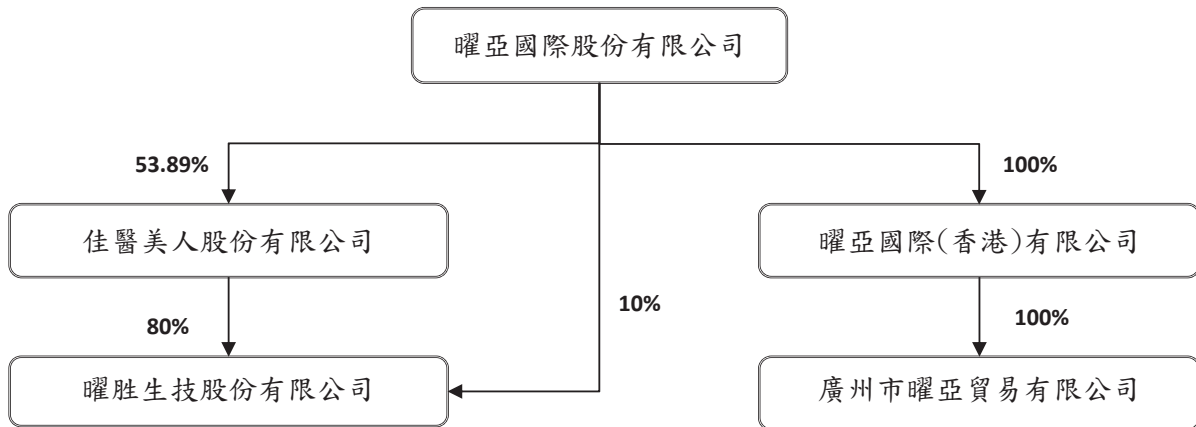 曜亞國際股份有限公司
53.89%
100%
佳醫美人股份有限公司
曜亞國際(香港)有限公司
80%
10%
100%
曜胜生技股份有限公司
廣州市曜亞貿易有限公司